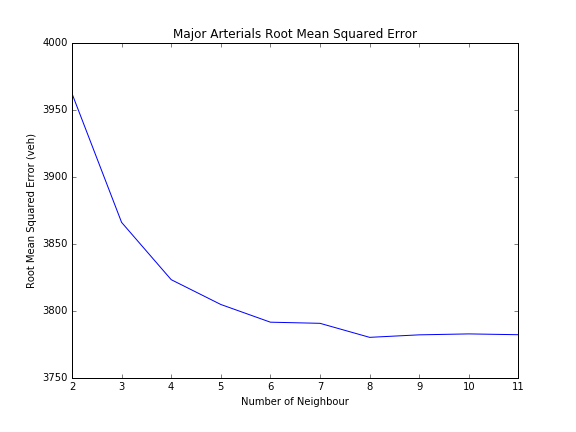 Major Arterials Root Mean Squared Error
4000
3950
3900
3850
3800
3750
Root Mean Squared Error (veh)
2 3 4 5 6 7 8 9 10 11
Number of Neighbour